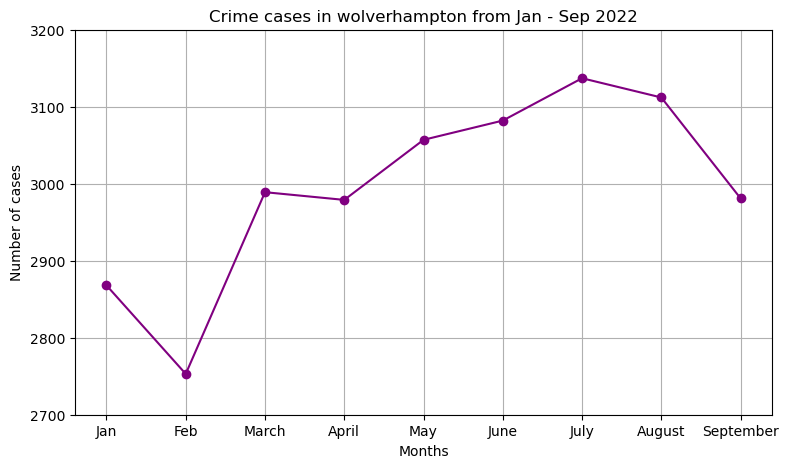 Crime cases in wolverhampton from Jan - Sep 2022
3200
3100
3000
2900
2800
2700
Number of cases
Jan Feb March April May June July August September
Months